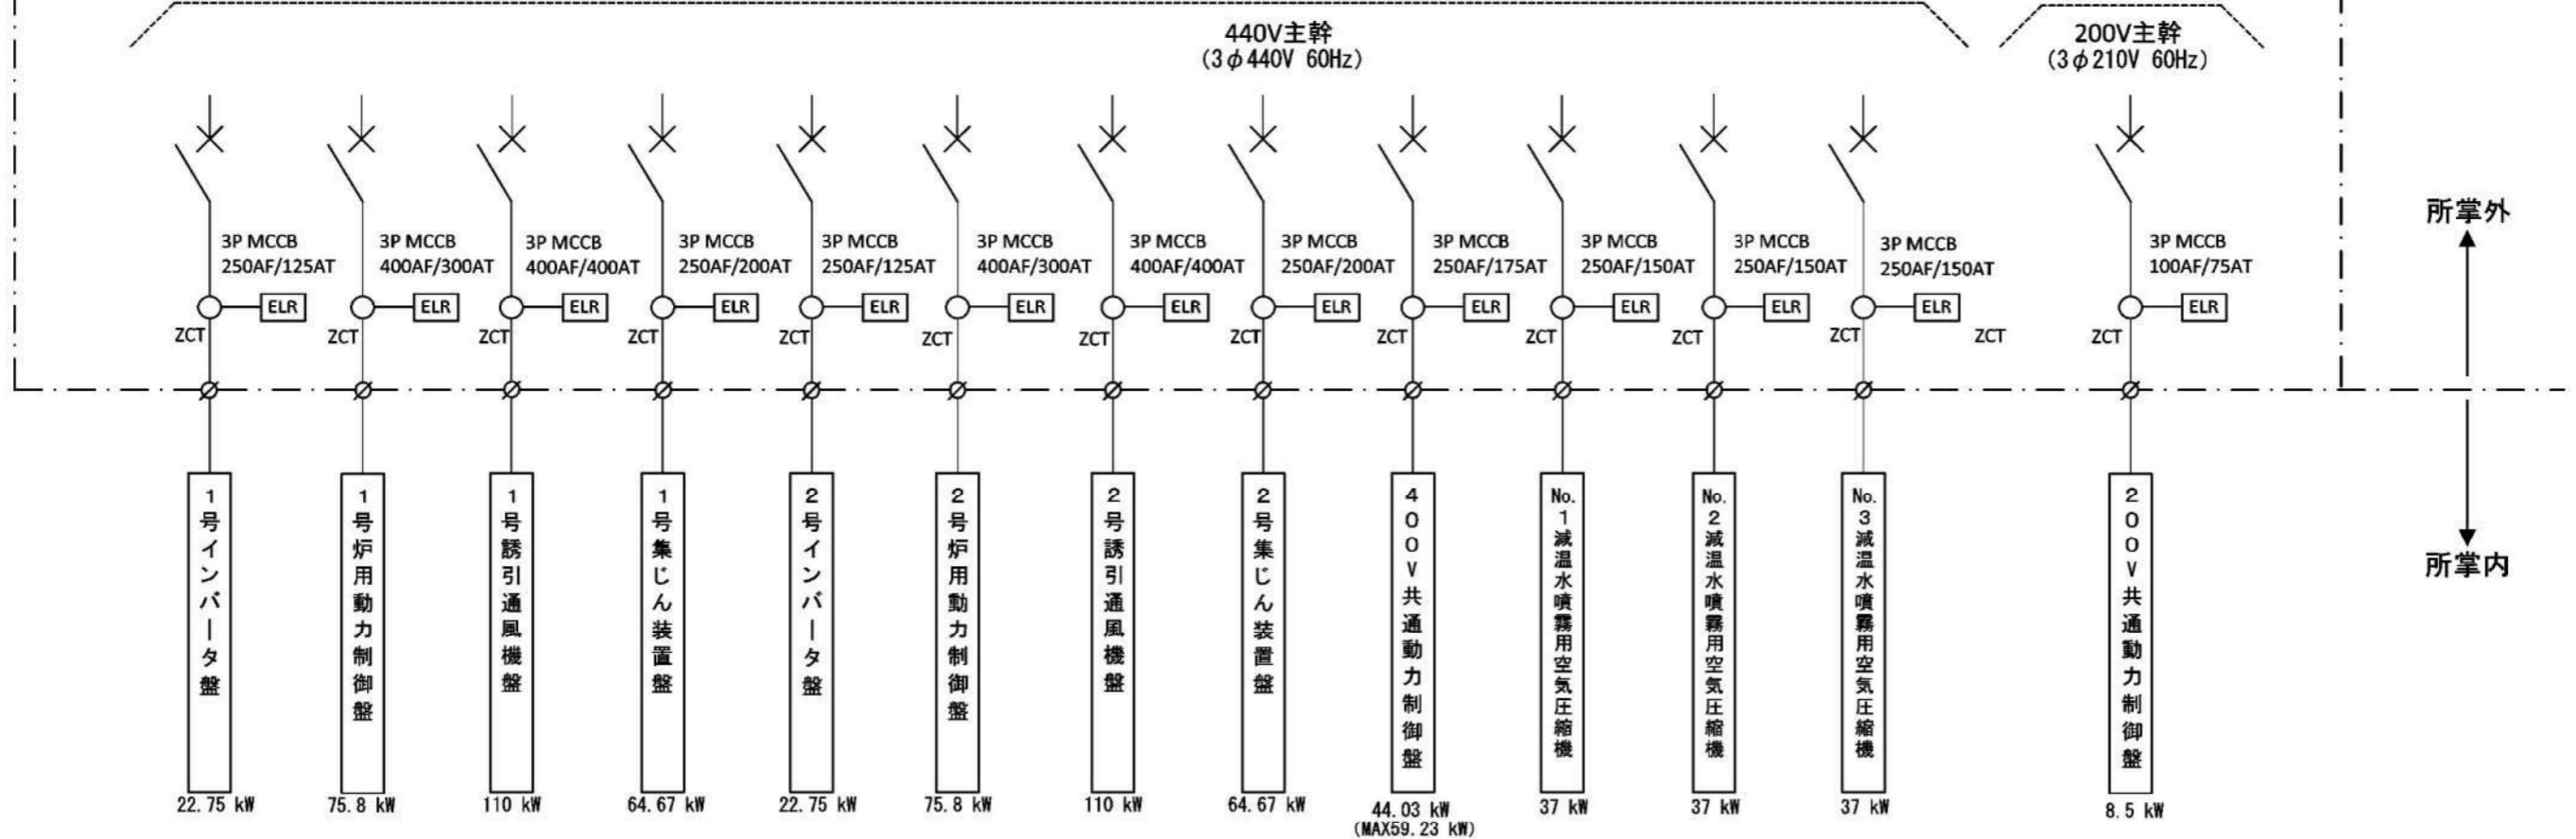 440V主幹
(3φ440V 60Hz)
200V主幹
(3φ210V 60Hz)
3P MCCB
250AF/125AT
3P MCCB
400AF/300AT
3P MCCB
400AF/400AT
3P MCCB
250AF/200AT
3P MCCB
250AF/125AT
3P MCCB
400AF/300AT
3P MCCB
400AF/400AT
3P MCCB
250AF/200AT
3P MCCB
250AF/175AT
3P MCCB
250AF/150AT
3P MCCB
250AF/150AT
3P MCCB
250AF/150AT
3P MCCB
100AF/75AT
所掌外
ELR
ELR
ELR
ELR
ELR
ELR
ELR
ELR
ELR
ELR
ELR
ELR
ELR
ZCT
ZCT
ZCT
ZCT
ZCT
ZCT
ZCT
ZCT
ZCT
ZCT
ZCT
ZCT
ZCT
ZCT
所掌内
1号インバータ盤
1号炉用動力制御盤
1号誘引通風機盤
1号集じん装置盤
2号インバータ盤
2号炉用動力制御盤
2号誘引通風機盤
2号集じん装置盤
400V共通動力制御盤
No.1減温水噴霧用空気圧縮機
No.2減温水噴霧用空気圧縮機
No.3減温水噴霧用空気圧縮機
200V共通動力制御盤
22.75 kW
75.8 kW
110 kW
64.67 kW
22.75 kW
75.8 kW
110 kW
64.67 kW
44.03 kW
(MAX59.23 kW)
37 kW
37 kW
37 kW
8.5 kW